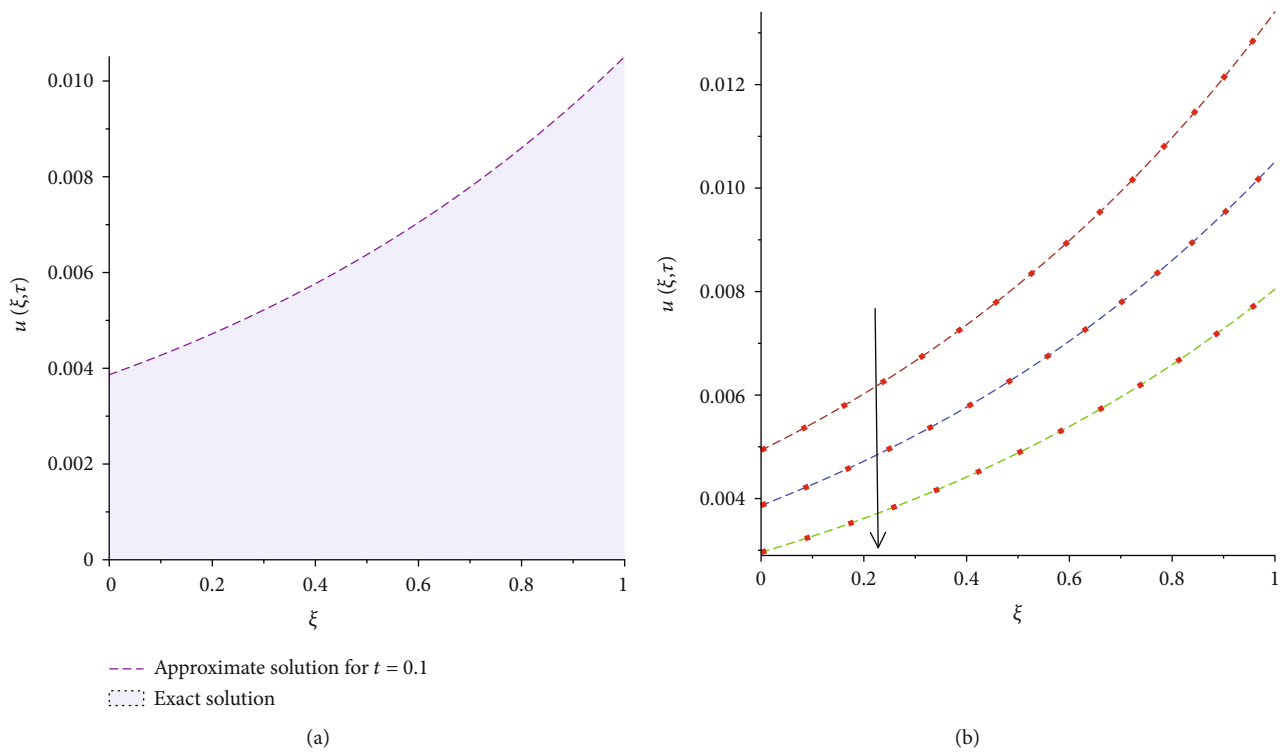 0.010
0.008
0.006
0.004
0.002
0
u (ξ,τ)
0 0.2 0.4 0.6 0.8 1
ξ
Approximate solution for t = 0.1
Exact solution
(a)
0.012
0.010
0.008
0.006
0.004
u (ξ,τ)
0 0.2 0.4 0.6 0.8 1
ξ
(b)